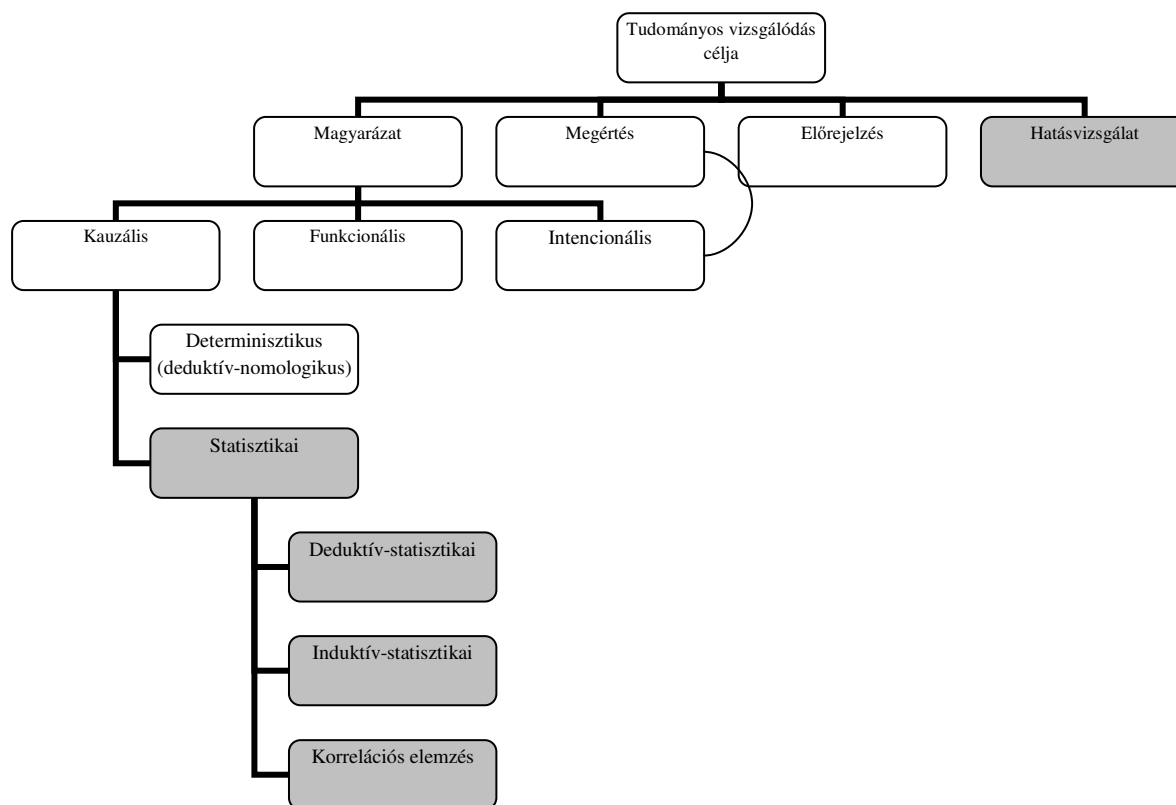 Tudományos vizsgálódás
célja
Magyarázat
Megértés
Előrejelzés
Hatásvizsgálat
Kauzális
Funkcionális
Intencionális
Determinisztikus
(deduktív-nomologikus)
Statisztikai
Deduktív-statisztikai
Induktív-statisztikai
Korrelációs elemzés